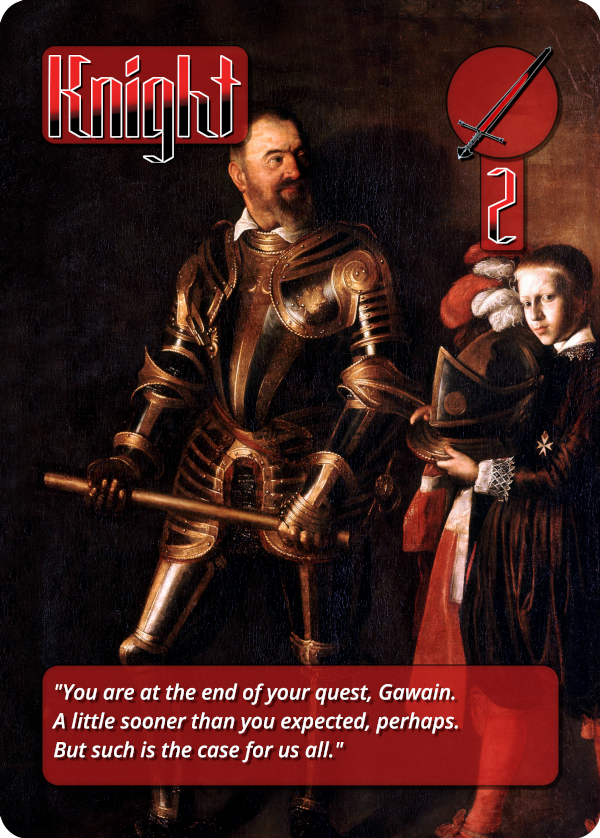 Knight
2
"You are at the end of your quest, Gawain.
A little sooner than you expected, perhaps.
But such is the case for us all."